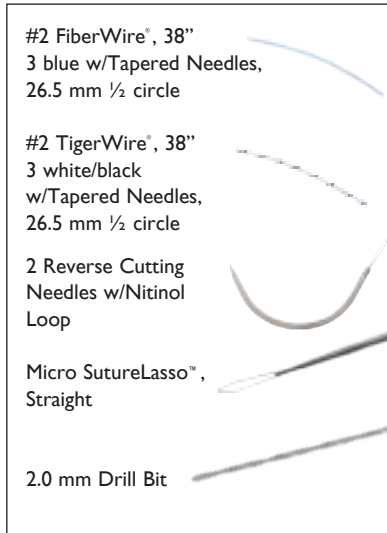 #2 FiberWire®, 38”
3 blue w/Tapered Needles,
26.5 mm ½ circle
#2 TigerWire®, 38”
3 white/black
w/Tapered Needles,
26.5 mm ½ circle
2 Reverse Cutting
Needles w/Nitinol
Loop
Micro SutureLasso™,
Straight
2.0 mm Drill Bit